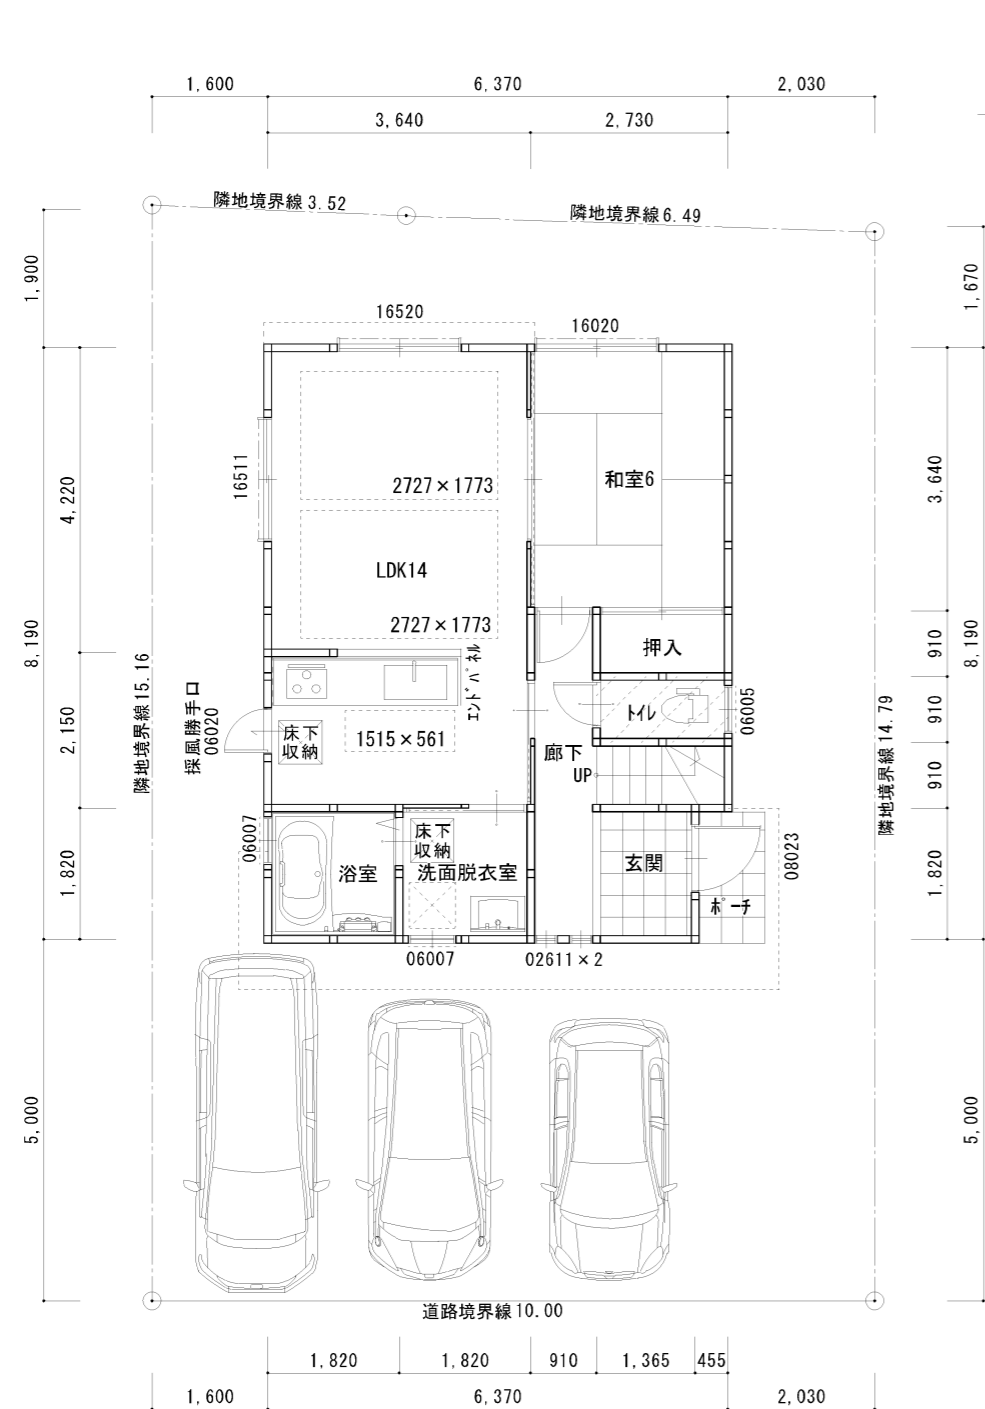 1,600
6,370
2,030
3,640
2,730
隣地境界線3.52
隣地境界線6.49
1,900
1,670
16520
16020
16511
2727×1773
和室6
4,220
3,640
LDK14
2727×1773
8,190
押入
910
8,190
エンドパネル
隣地境界線15.16
採風勝手口
06020
2,150
床下
収納
1515×561
トイレ
06005
910
廊下
UP
910
隣地境界線14.79
06007
床下
収納
浴室
洗面脱衣室
玄関
08023
ポーチ
1,820
1,820
06007
02611×2
5,000
5,000
道路境界線10.00
1,820
1,820
910
1,365
455
1,600
6,370
2,030